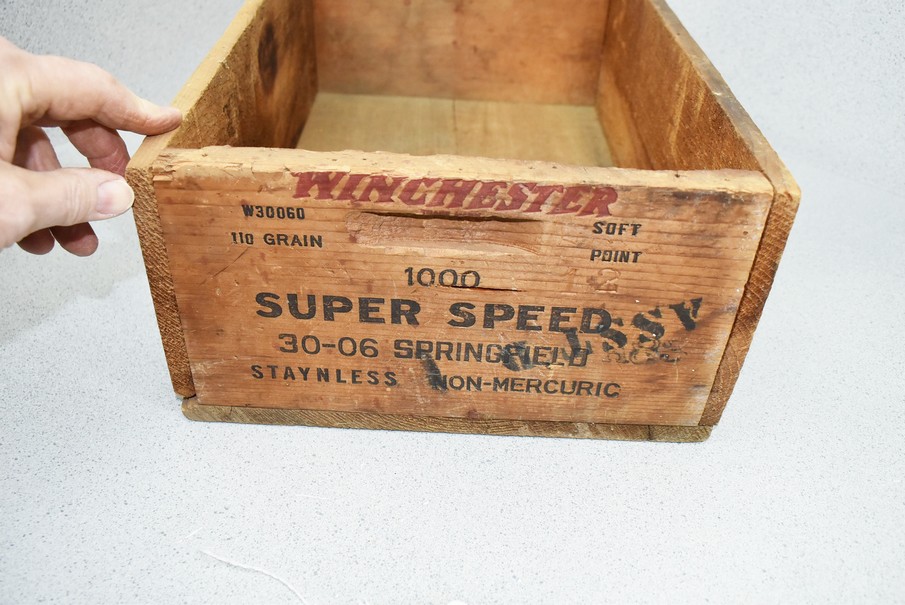 WINCHESTER
W30060
110 GRAIN
SOFT
POINT
1000
SUPER SPEED
30-06 SPRINGFIELD
STAYNLESS NON-MERCURIC